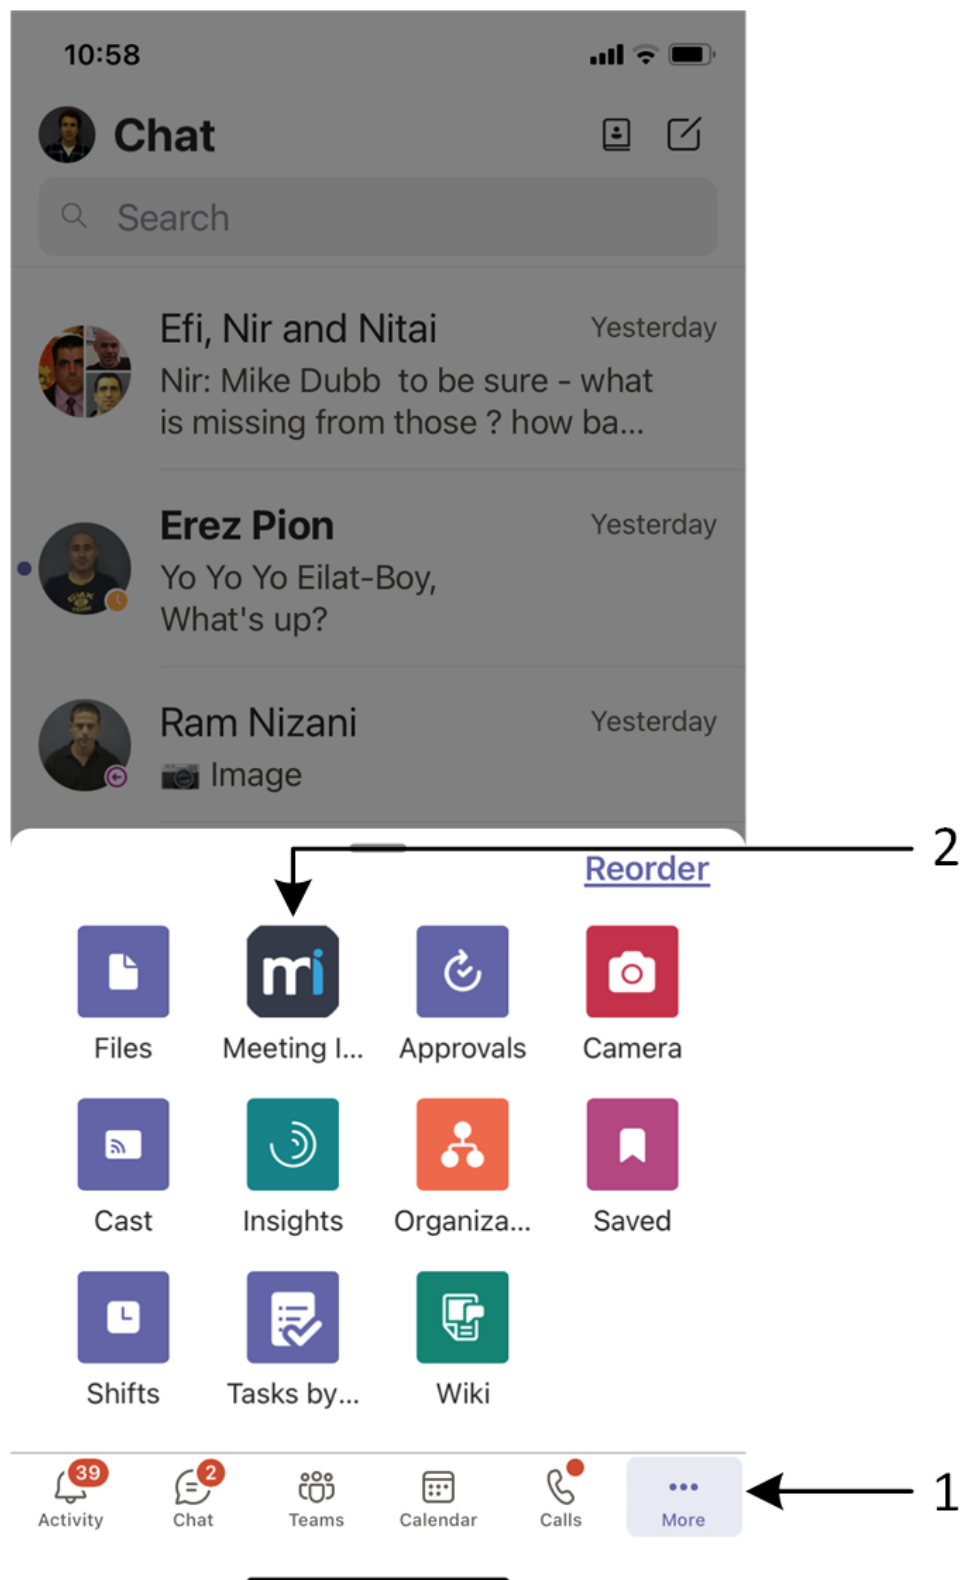 10:58
Chat
Search
Efi, Nir and Nitai Yesterday
Nir: Mike Dubb to be sure - what
is missing from those ? how ba...
Erez Pion Yesterday
Yo Yo Yo Eilat-Boy,
What's up?
Ram Nizani Yesterday
Image
2
Reorder
mi
Files Meeting I... Approvals Camera
Cast Insights Organiza... Saved
Shifts Tasks by... Wiki
39 2
1
Activity Chat Teams Calendar Calls More